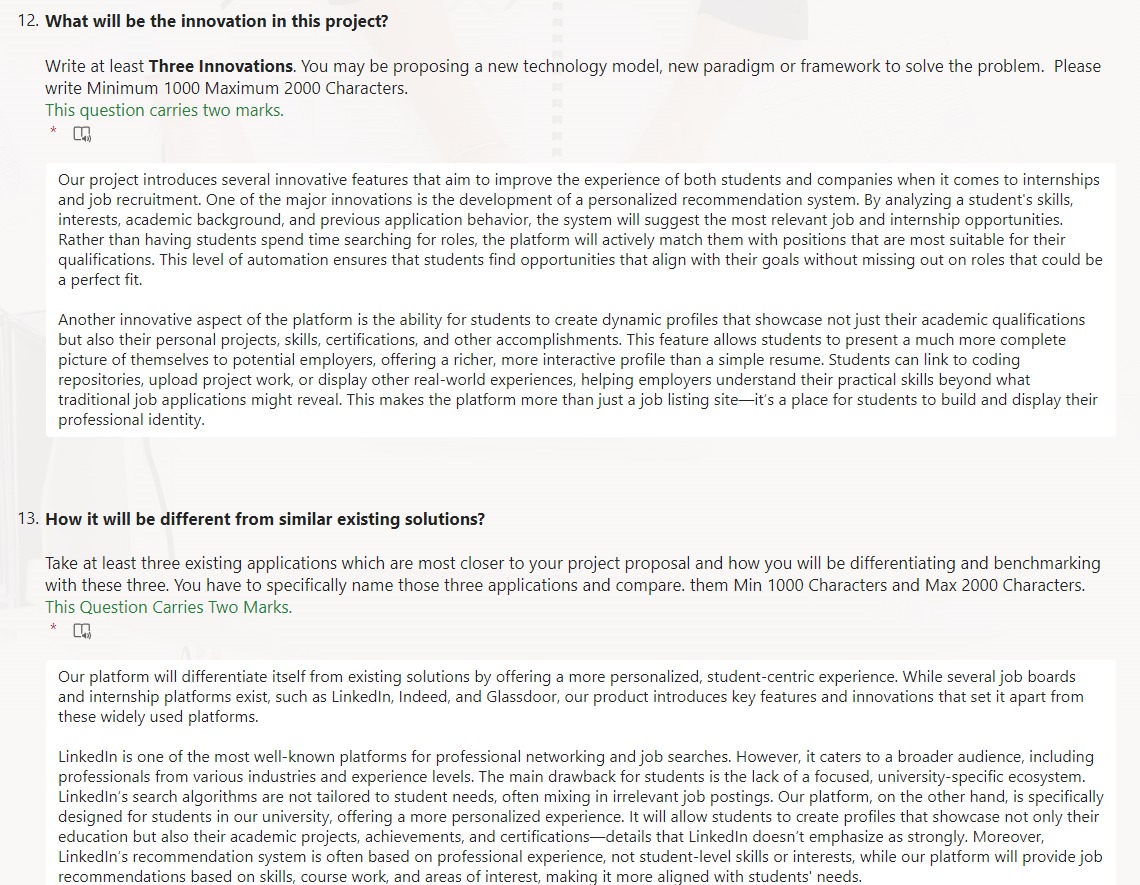 12. What will be the innovation in this project?
Write at least Three Innovations. You may be proposing a new technology model, new paradigm or framework to solve the problem.  Please
write Minimum 1000 Maximum 2000 Characters.
This question carries two marks.
*
Our project introduces several innovative features that aim to improve the experience of both students and companies when it comes to internships
and job recruitment. One of the major innovations is the development of a personalized recommendation system. By analyzing a student's skills,
interests, academic background, and previous application behavior, the system will suggest the most relevant job and internship opportunities.
Rather than having students spend time searching for roles, the platform will actively match them with positions that are most suitable for their
qualifications. This level of automation ensures that students find opportunities that align with their goals without missing out on roles that could be
a perfect fit.
Another innovative aspect of the platform is the ability for students to create dynamic profiles that showcase not just their academic qualifications
but also their personal projects, skills, certifications, and other accomplishments. This feature allows students to present a much more complete
picture of themselves to potential employers, offering a richer, more interactive profile than a simple resume. Students can link to coding
repositories, upload project work, or display other real-world experiences, helping employers understand their practical skills beyond what
traditional job applications might reveal. This makes the platform more than just a job listing site—it’s a place for students to build and display their
professional identity.
13. How it will be different from similar existing solutions?
Take at least three existing applications which are most closer to your project proposal and how you will be differentiating and benchmarking
with these three. You have to specifically name those three applications and compare. them Min 1000 Characters and Max 2000 Characters.
This Question Carries Two Marks.
*
Our platform will differentiate itself from existing solutions by offering a more personalized, student-centric experience. While several job boards
and internship platforms exist, such as LinkedIn, Indeed, and Glassdoor, our product introduces key features and innovations that set it apart from
these widely used platforms.
LinkedIn is one of the most well-known platforms for professional networking and job searches. However, it caters to a broader audience, including
professionals from various industries and experience levels. The main drawback for students is the lack of a focused, university-specific ecosystem.
LinkedIn’s search algorithms are not tailored to student needs, often mixing in irrelevant job postings. Our platform, on the other hand, is specifically
designed for students in our university, offering a more personalized experience. It will allow students to create profiles that showcase not only their
education but also their academic projects, achievements, and certifications—details that LinkedIn doesn’t emphasize as strongly. Moreover,
LinkedIn’s recommendation system is often based on professional experience, not student-level skills or interests, while our platform will provide job
recommendations based on skills, course work, and areas of interest, making it more aligned with students' needs.